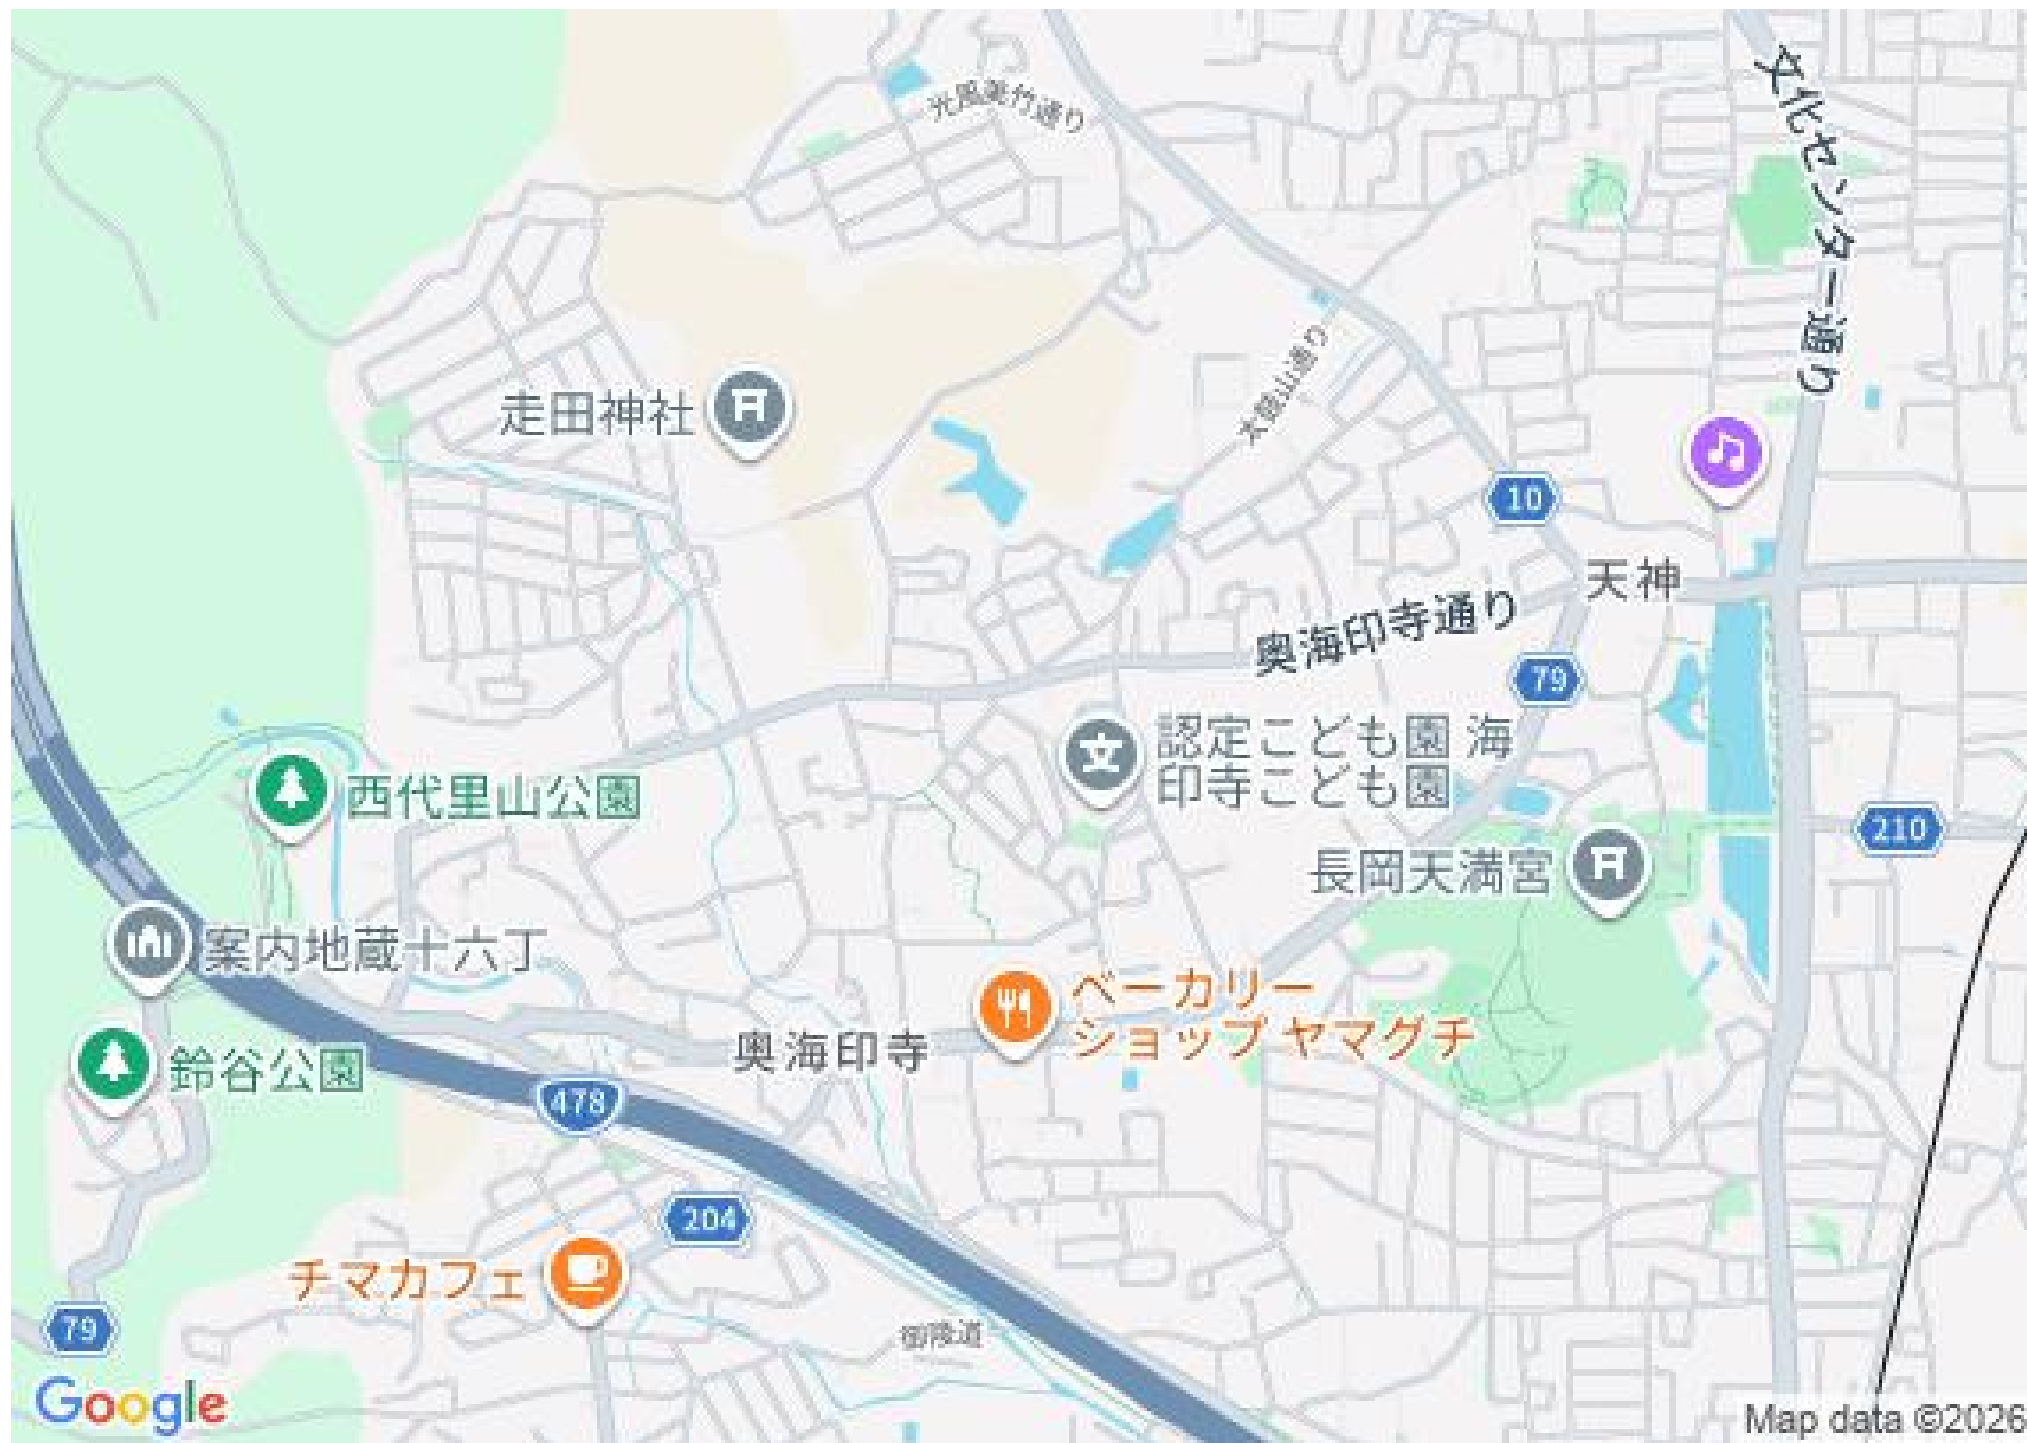 光風美竹通り
文化センター通り
太鼓山通り
走田神社
10
天神
奥海印寺通り
79
認定こども園 海
印寺こども園
西代里山公園
210
長岡天満宮
案内地蔵十六丁
ベーカリー
ショップ ヤマグチ
奥海印寺
鈴谷公園
478
204
チマカフェ
79
御陵道
Google
Map data ©2026